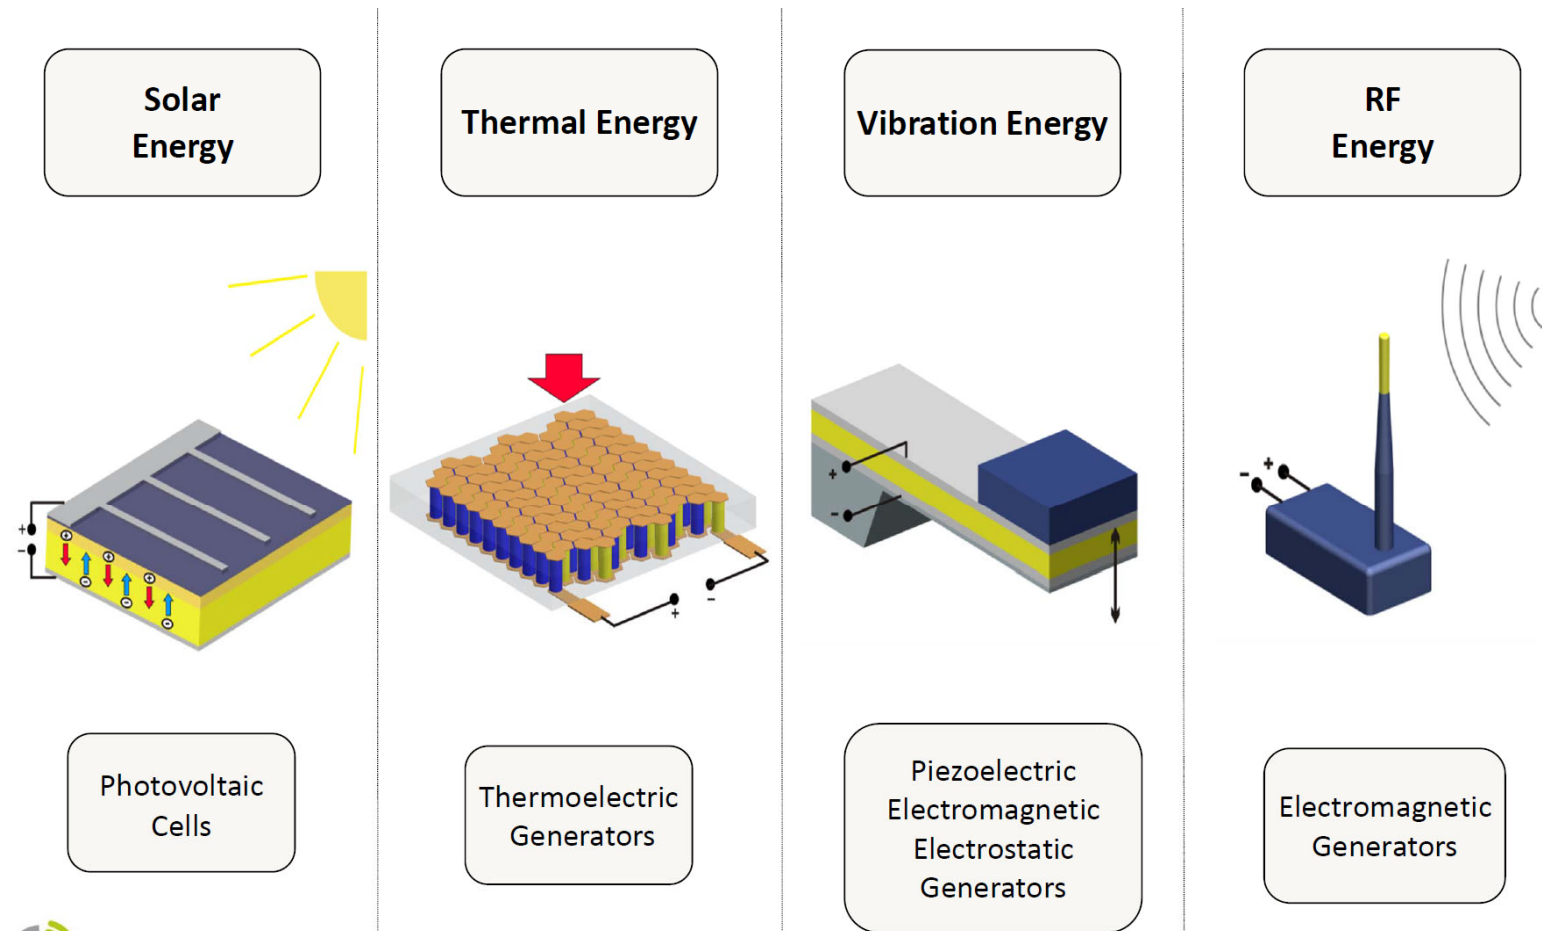 Solar
Energy
Thermal Energy
Vibration Energy
RF
Energy
+
−
+
−
+
−
+
−
+
+
+
−
−
−
Photovoltaic
Cells
Thermoelectric
Generators
Piezoelectric
Electromagnetic
Electrostatic
Generators
Electromagnetic
Generators